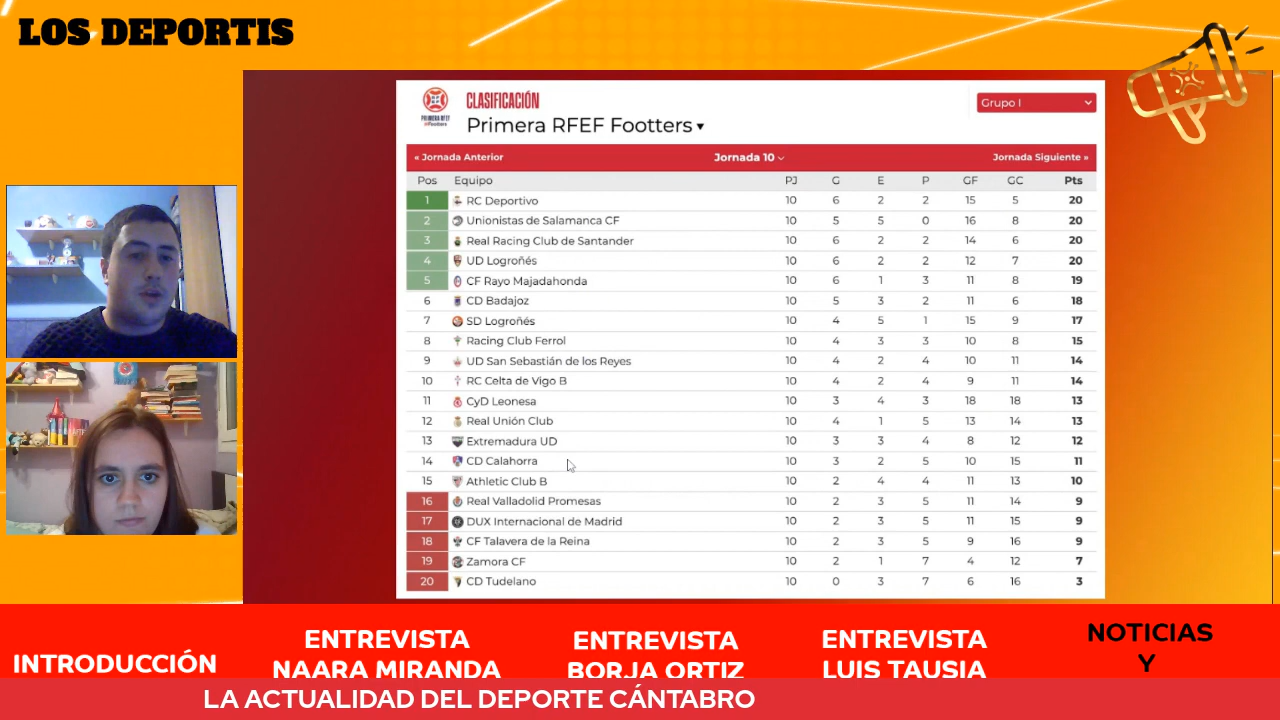 LOS DEPORTIS
CLASIFICACIÓN
Primera RFEF Footters
Grupo I
« Jornada Anterior Jornada 10 Jornada Siguiente »
Pos Equipo PJ G E P GF GC Pts
1 RC Deportivo 10 6 2 2 15 5 20
2 Unionistas de Salamanca CF 10 5 5 0 16 8 20
3 Real Racing Club de Santander 10 6 2 2 14 6 20
4 UD Logroñés 10 6 2 2 12 7 20
5 CF Rayo Majadahonda 10 6 1 3 11 8 19
6 CD Badajoz 10 5 3 2 11 6 18
7 SD Logroñés 10 4 5 1 15 9 17
8 Racing Club Ferrol 10 4 3 3 10 8 15
9 UD San Sebastián de los Reyes 10 4 2 4 10 11 14
10 RC Celta de Vigo B 10 4 2 4 9 11 14
11 CyD Leonesa 10 3 4 3 18 18 13
12 Real Unión Club 10 4 1 5 13 14 13
13 Extremadura UD 10 3 3 4 8 12 12
14 CD Calahorra 10 3 2 5 10 15 11
15 Athletic Club B 10 2 4 4 11 13 10
16 Real Valladolid Promesas 10 2 3 5 11 14 9
17 DUX Internacional de Madrid 10 2 3 5 11 15 9
18 CF Talavera de la Reina 10 2 3 5 9 16 9
19 Zamora CF 10 2 1 7 4 12 7
20 CD Tudelano 10 0 3 7 6 16 3
INTRODUCCIÓN
ENTREVISTA
NAARA MIRANDA
ENTREVISTA
BORJA ORTIZ
ENTREVISTA
LUIS TAUSIA
NOTICIAS
Y
LA ACTUALIDAD DEL DEPORTE CÁNTABRO